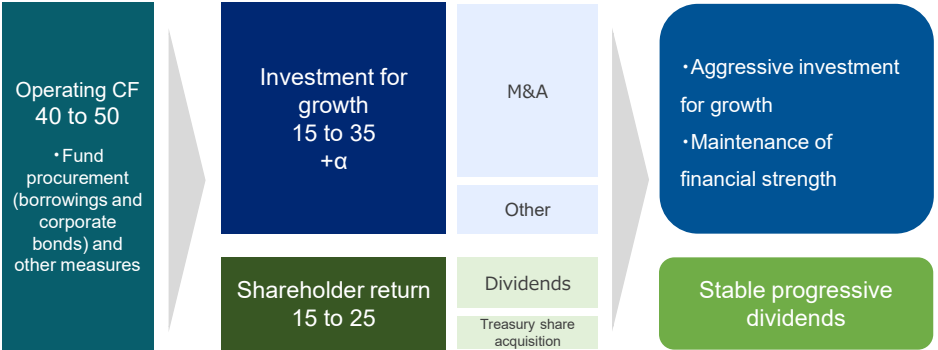 Operating CF
40 to 50
・Fund
procurement
(borrowings and
corporate
bonds) and
other measures
Investment for
growth
15 to 35
+α
M&A
Other
・Aggressive investment
for growth
・Maintenance of
financial strength
Shareholder return
15 to 25
Dividends
Treasury share
acquisition
Stable progressive
dividends